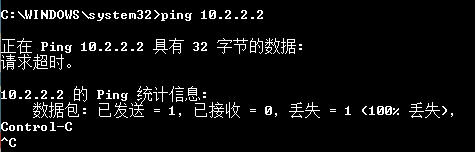 C:\WINDOWS\system32>ping 10.2.2.2
正在 Ping 10.2.2.2 具有 32 字节的数据:
请求超时。
10.2.2.2 的 Ping 统计信息:
数据包: 已发送 = 1，已接收 = 0，丢失 = 1 (100% 丢失)，
Control-C
^C